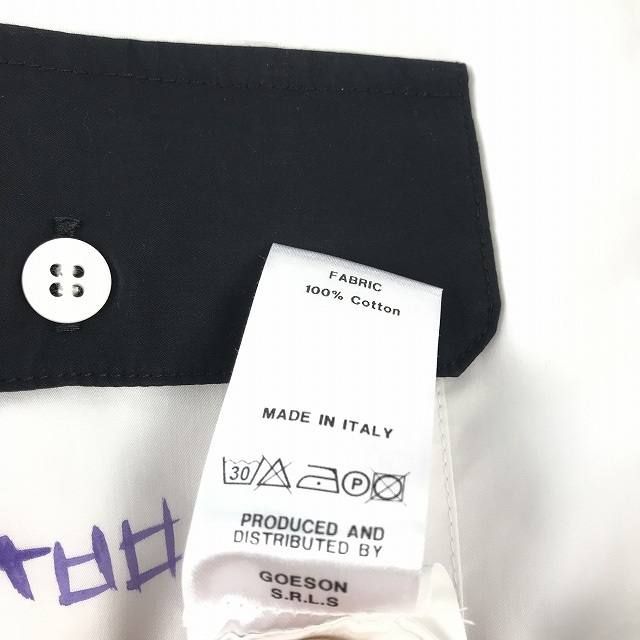 FABRIC
100% Cotton
MADE IN ITALY
30 P
PRODUCED AND
DISTRIBUTED BY
GOESON
S.R.L.S